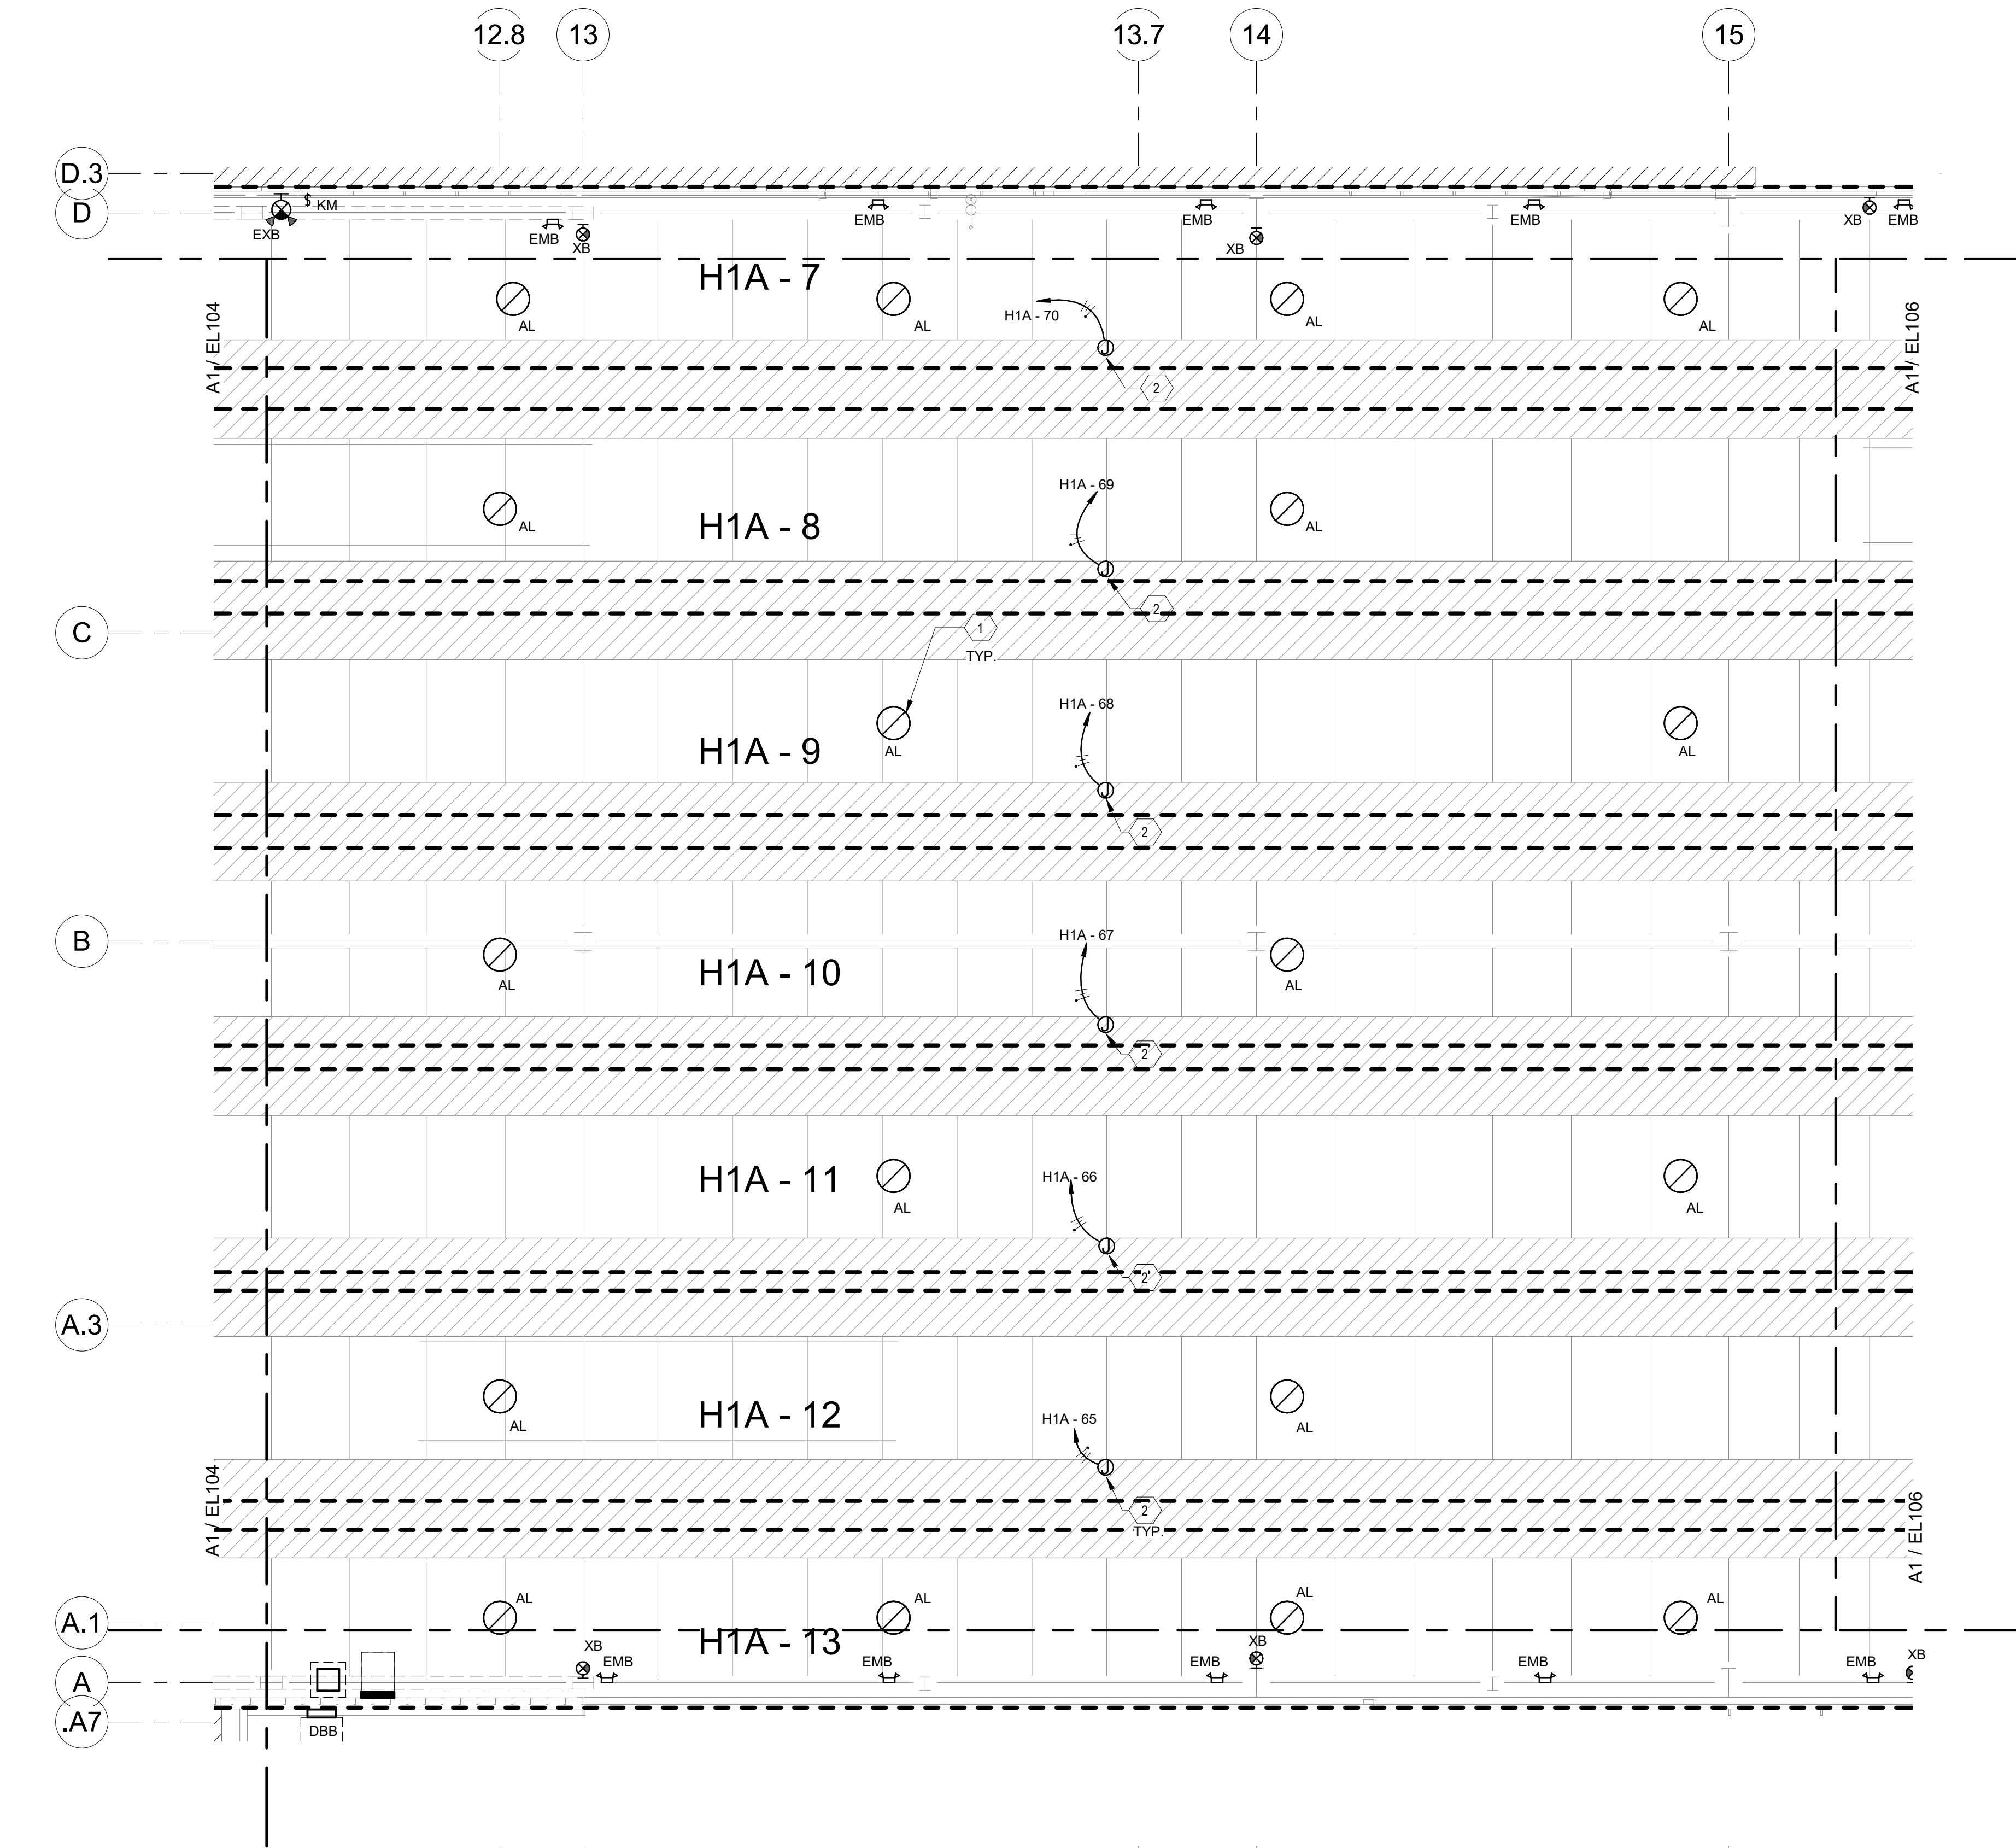 12.8 13 13.7 14 15
D.3
D
$ KM
EXB EMB XB EMB EMB XB EMB XB EMB
H1A - 7
A1 / EL104
AL AL H1A - 70 AL AL
A1 / EL106
J
2
H1A - 69
H1A - 8
AL AL
J
2
C
1
TYP.
H1A - 68
H1A - 9
AL AL
J
2
B
H1A - 67
H1A - 10
AL AL
J
2
H1A - 66
H1A - 11
AL AL
J
2
A.3
H1A - 65
H1A - 12
AL AL
J
2
TYP.
A1 / EL104
A1 / EL106
AL AL AL AL
A.1
H1A - 13
XB XB XB
EMB EMB EMB EMB EMB
A
.A7
DBB